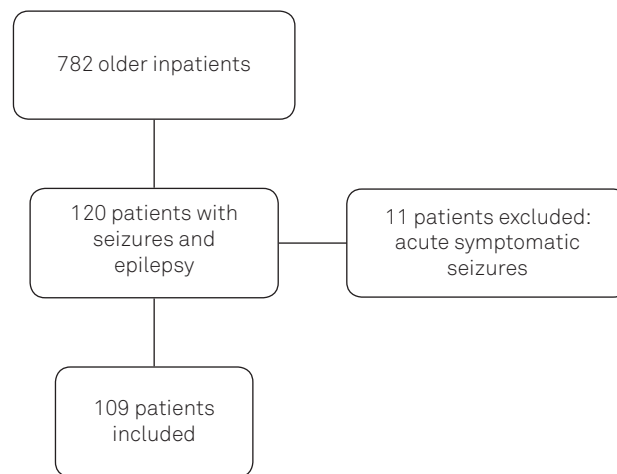 782 older inpatients
120 patients with
seizures and
epilepsy
11 patients excluded:
acute symptomatic
seizures
109 patients
included